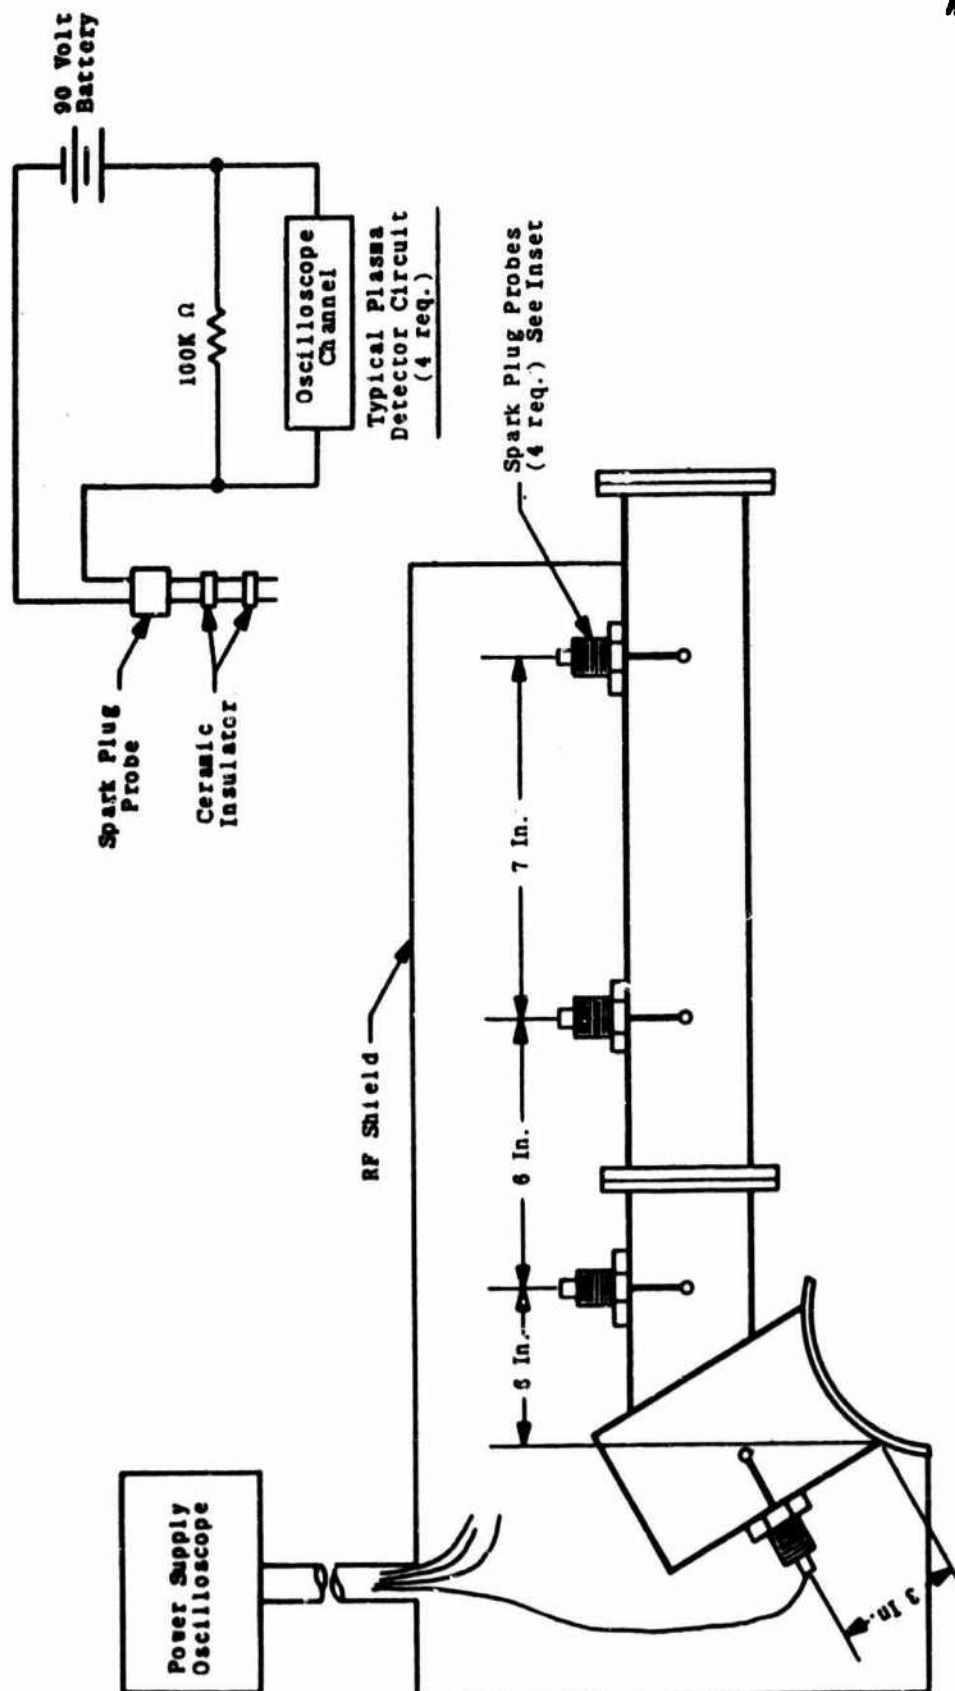 90 Volt
Battery
100K Ω
Oscilloscope
Channel
Typical Plasma
Detector Circuit
(4 req.)
Spark Plug
Probe
Ceramic
Insulator
Spark Plug Probes
(4 req.) See Inset
RF Shield
7 In.
6 In.
In.
3 In.
Power Supply
Oscilloscope